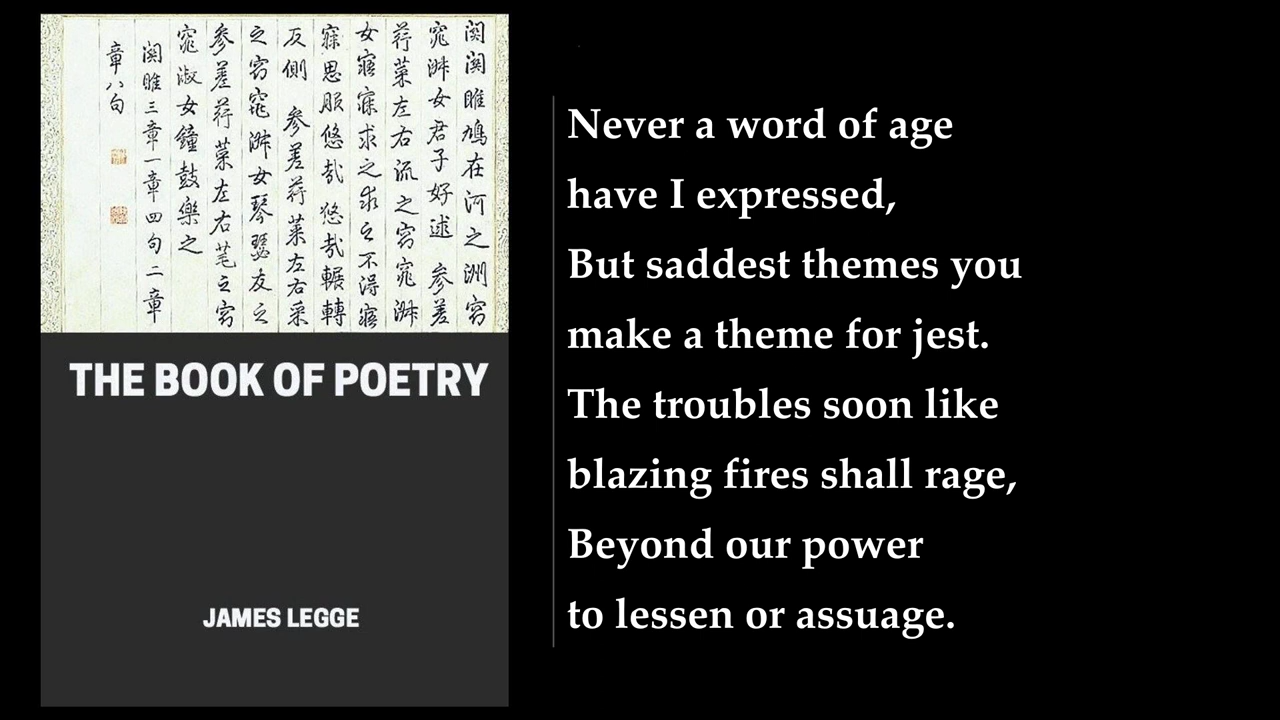 關關雎鳩在河之洲窈
窕淑女君子好逑 參差
荇菜左右流之窈窕淑
女寤寐求之求之不得寤
寐思服悠哉悠哉輾轉
反側 參差荇菜左右采
之窈窕淑女琴瑟友之
參差荇菜左右芼之窈
窕淑女鐘鼓樂之
關雎三章一章四句二章
章八句
THE BOOK OF POETRY
JAMES LEGGE
Never a word of age
have I expressed,
But saddest themes you
make a theme for jest.
The troubles soon like
blazing fires shall rage,
Beyond our power
to lessen or assuage.